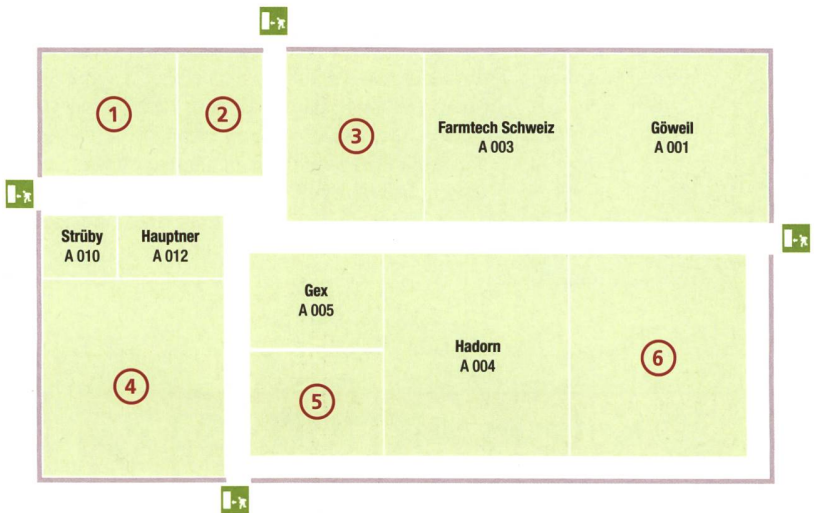 1
2
3
Farmtech Schweiz
A 003
Göweil
A 001
Strüby
A 010
Hauptner
A 012
Gex
A 005
Hadorn
A 004
4
5
6